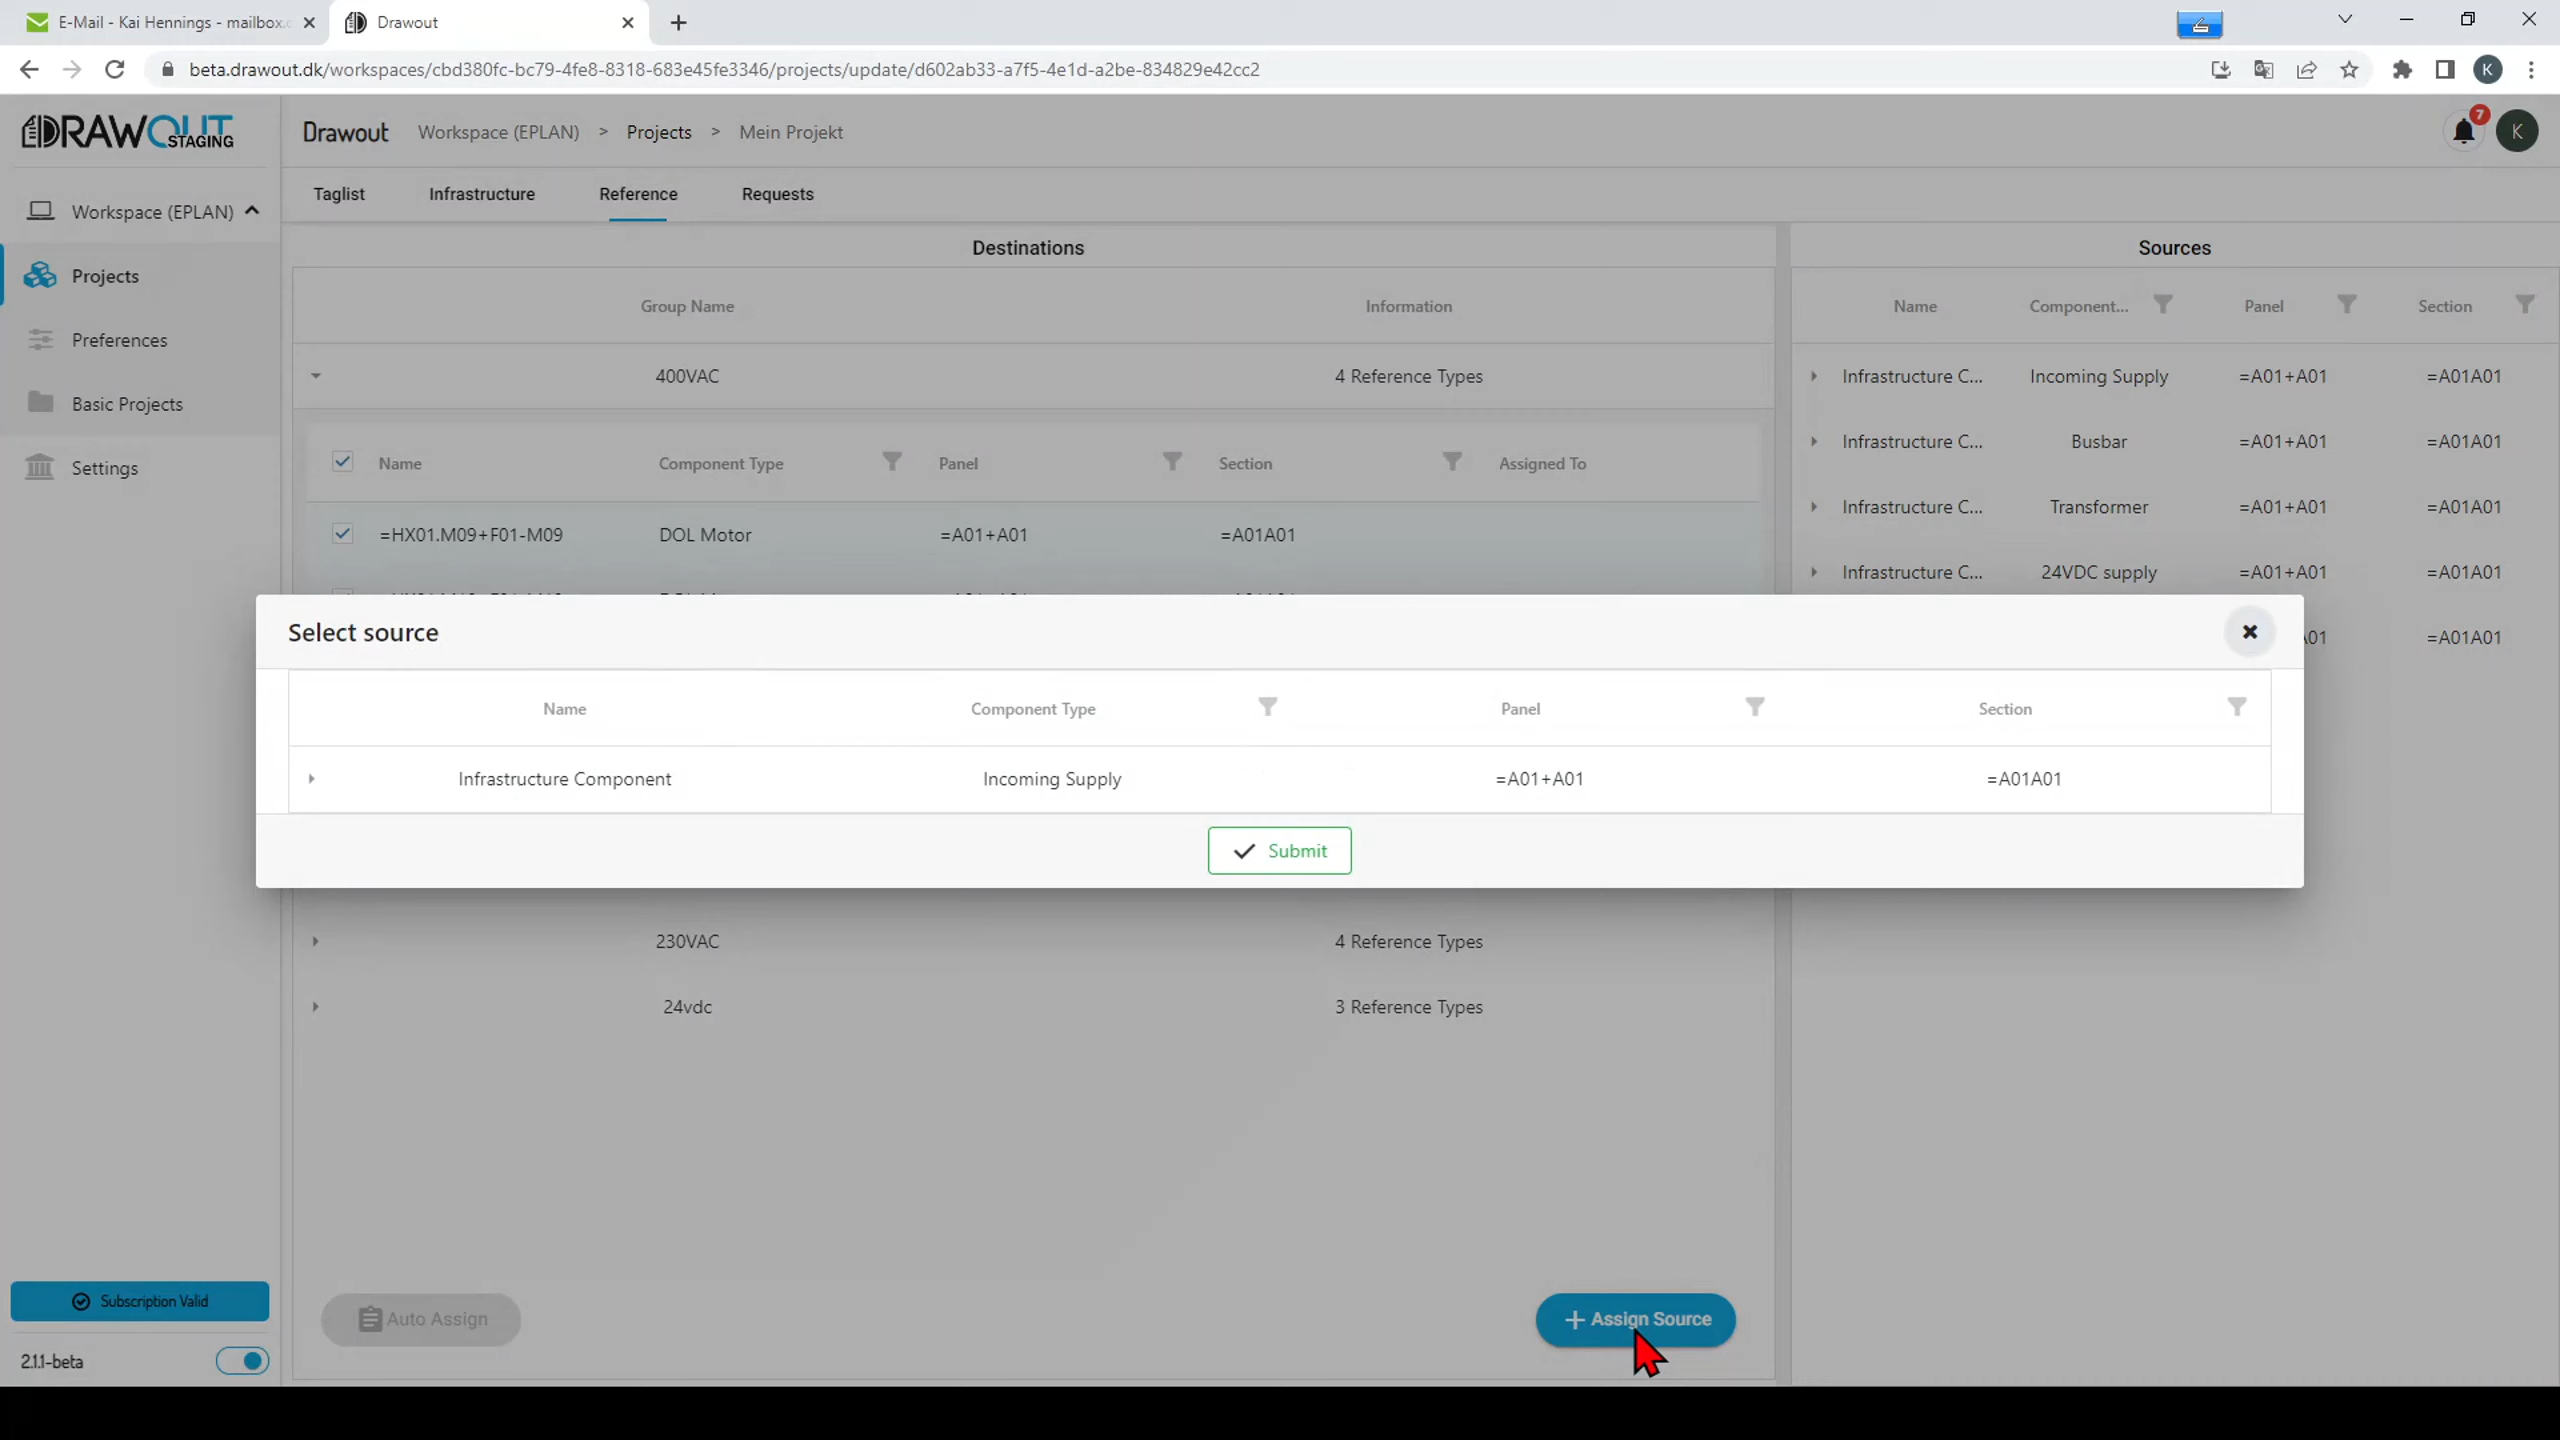 E-Mail - Kai Hennings - mailbox.
Drawout
beta.drawout.dk/workspaces/cbd380fc-bc79-4fe8-8318-683e45fe3346/projects/update/d602ab33-a7f5-4e1d-a2be-834829e42cc2
K
DRAWOUT
STAGING
Drawout Workspace (EPLAN) > Projects > Mein Projekt
7
K
Workspace (EPLAN)
Projects
Preferences
Basic Projects
Settings
Taglist Infrastructure Reference Requests
Destinations
Group Name Information
400VAC 4 Reference Types
Name Component Type Panel Section Assigned To
=HX01.M09+F01-M09 DOL Motor =A01+A01 =A01A01
Sources
Name Component... Panel Section
Infrastructure C... Incoming Supply =A01+A01 =A01A01
Infrastructure C... Busbar =A01+A01 =A01A01
Infrastructure C... Transformer =A01+A01 =A01A01
Infrastructure C... 24VDC supply =A01+A01 =A01A01
=A01A01
Select source
Name Component Type Panel Section
Infrastructure Component Incoming Supply =A01+A01 =A01A01
Submit
230VAC 4 Reference Types
24vdc 3 Reference Types
Auto Assign
+ Assign Source
Subscription Valid
2.1.1-beta